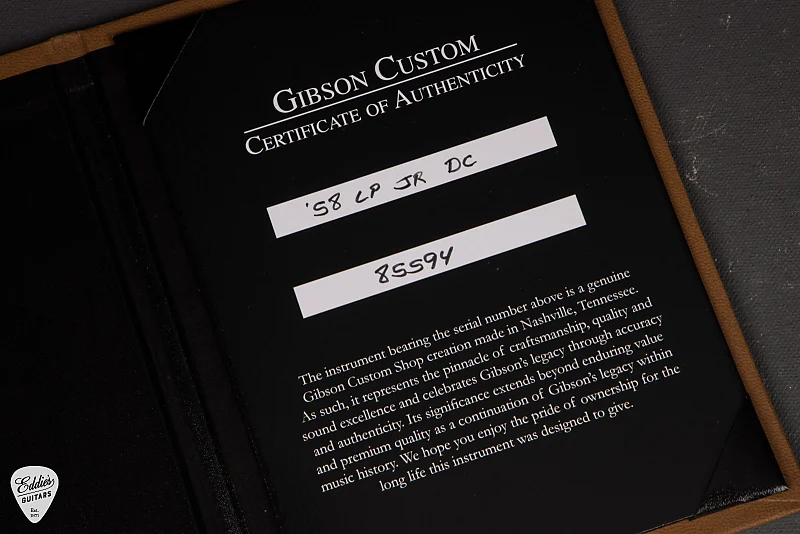 GIBSON CUSTOM
CERTIFICATE OF AUTHENTICITY
'58 LP JR DC
85594
The instrument bearing the serial number above is a genuine
Gibson Custom Shop creation made in Nashville, Tennessee.
As such, it represents the pinnacle of craftsmanship, quality and
sound excellence and celebrates Gibson's legacy through accuracy
and authenticity. Its significance extends beyond enduring value
and premium quality as a continuation of Gibson's legacy within
music history. We hope you enjoy the pride of ownership for the
long life this instrument was designed to give.
Eddie's
GUITARS
Est.
1971